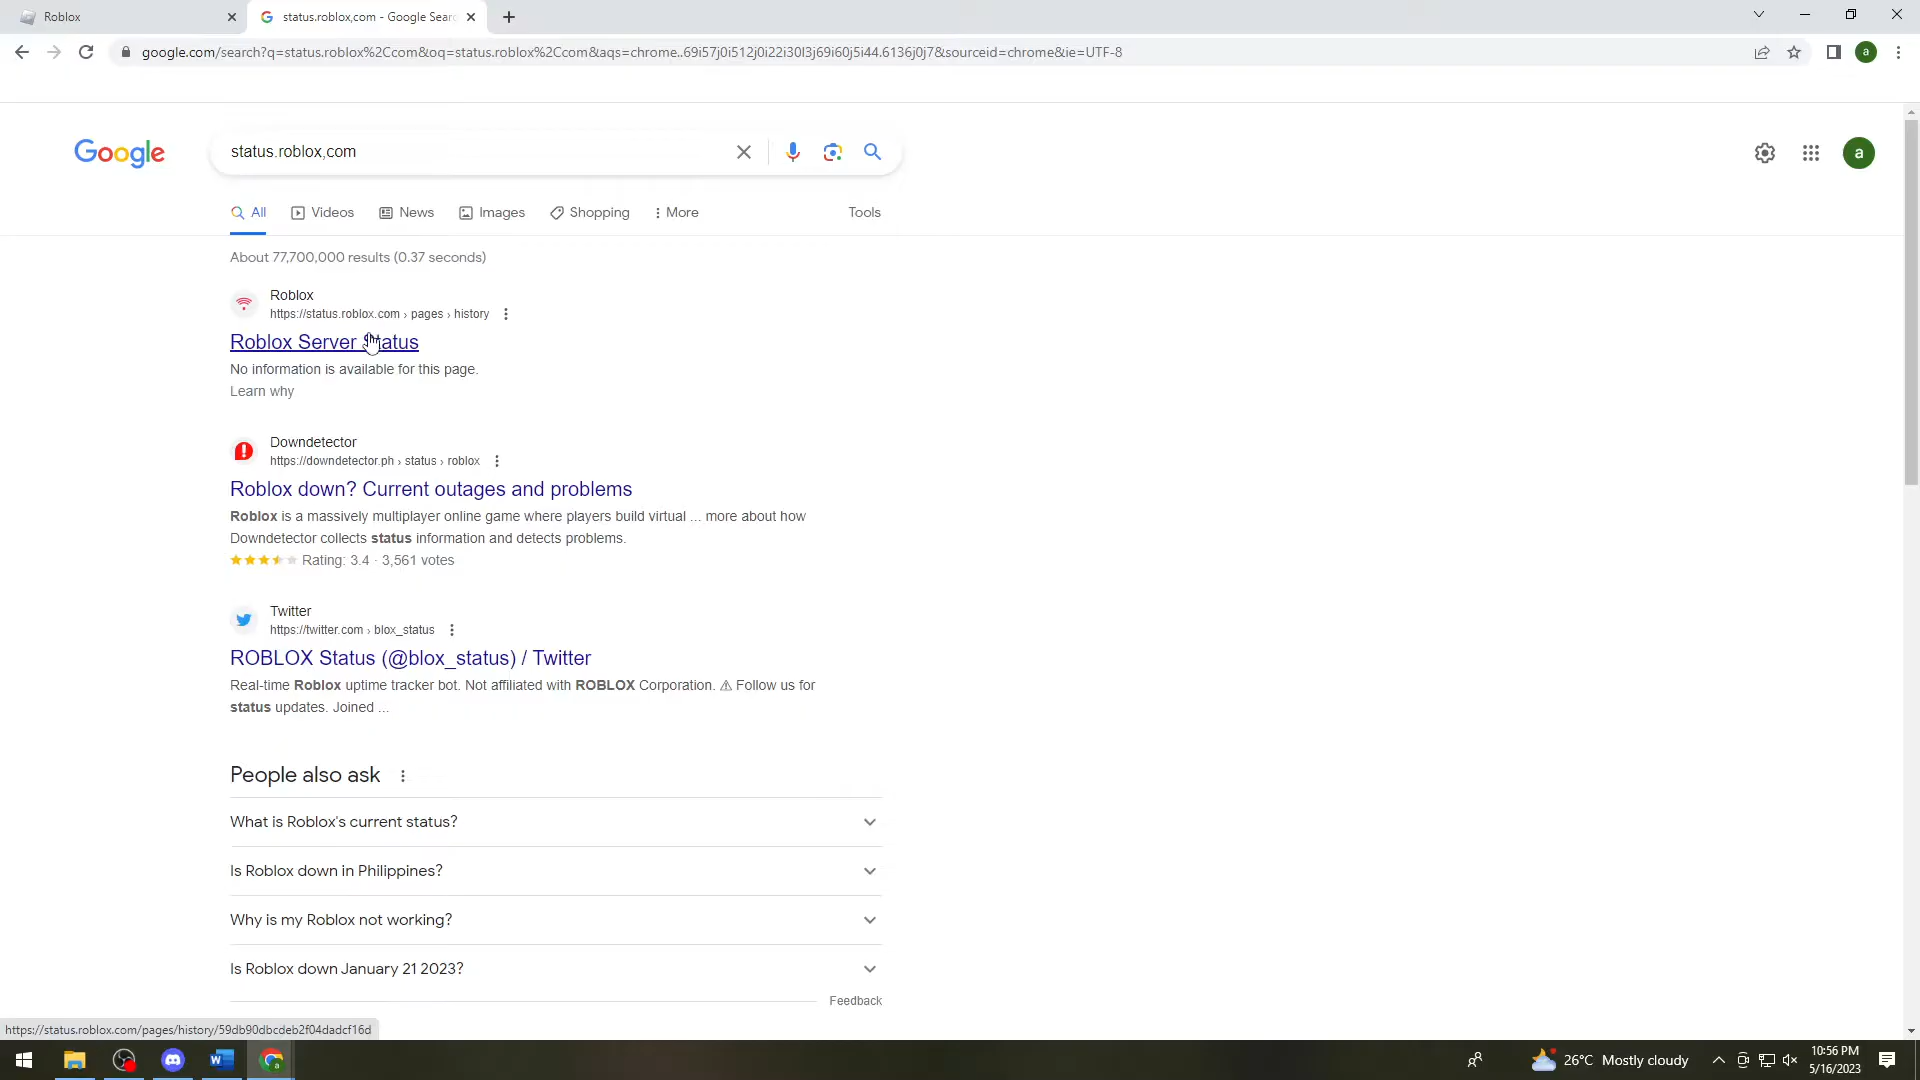 Roblox
status.roblox,com - Google Sear
google.com/search?q=status.roblox%2Ccom&oq=status.roblox%2Ccom&aqs=chrome..69i57j0i512j0i22i30l3j69i60j5i44.6136j0j7&sourceid=chrome&ie=UTF-8
a
Google
status.roblox,com
a
All
Videos
News
Images
Shopping
More
Tools
About 77,700,000 results (0.37 seconds)
Roblox
https://status.roblox.com › pages › history
Roblox Server Status
No information is available for this page.
Learn why
Downdetector
https://downdetector.ph › status › roblox
Roblox down? Current outages and problems
Roblox is a massively multiplayer online game where players build virtual ... more about how
Downdetector collects status information and detects problems.
Rating: 3.4 · 3,561 votes
Twitter
https://twitter.com › blox_status
ROBLOX Status (@blox_status) / Twitter
Real-time Roblox uptime tracker bot. Not affiliated with ROBLOX Corporation. ⚠ Follow us for
status updates. Joined ...
People also ask
What is Roblox's current status?
Is Roblox down in Philippines?
Why is my Roblox not working?
Is Roblox down January 21 2023?
Feedback
https://status.roblox.com/pages/history/59db90dbcdeb2f04dadcf16d
26°C Mostly cloudy
10:56 PM
5/16/2023